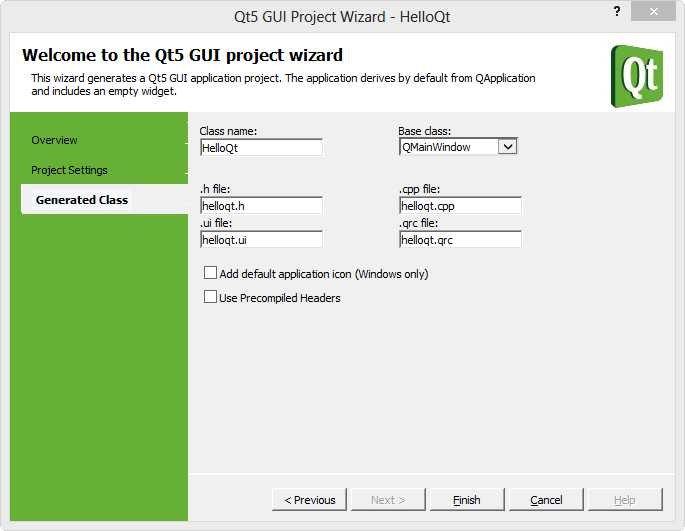 Qt5 GUI Project Wizard - HelloQt
?
x
Welcome to the Qt5 GUI project wizard
This wizard generates a Qt5 GUI application project. The application derives by default from QApplication
and includes an empty widget.
Qt
Overview
Project Settings
Generated Class
Class name:
Base class:
HelloQt
QMainWindow
.h file:
.cpp file:
helloqt.h
helloqt.cpp
.ui file:
.qrc file:
helloqt.ui
helloqt.qrc
Add default application icon (Windows only)
Use Precompiled Headers
< Previous
Next >
Finish
Cancel
Help